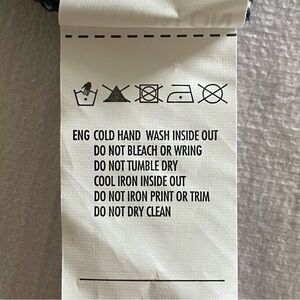 ENG COLD HAND WASH INSIDE OUT
DO NOT BLEACH OR WRING
DO NOT TUMBLE DRY
COOL IRON INSIDE OUT
DO NOT IRON PRINT OR TRIM
DO NOT DRY CLEAN